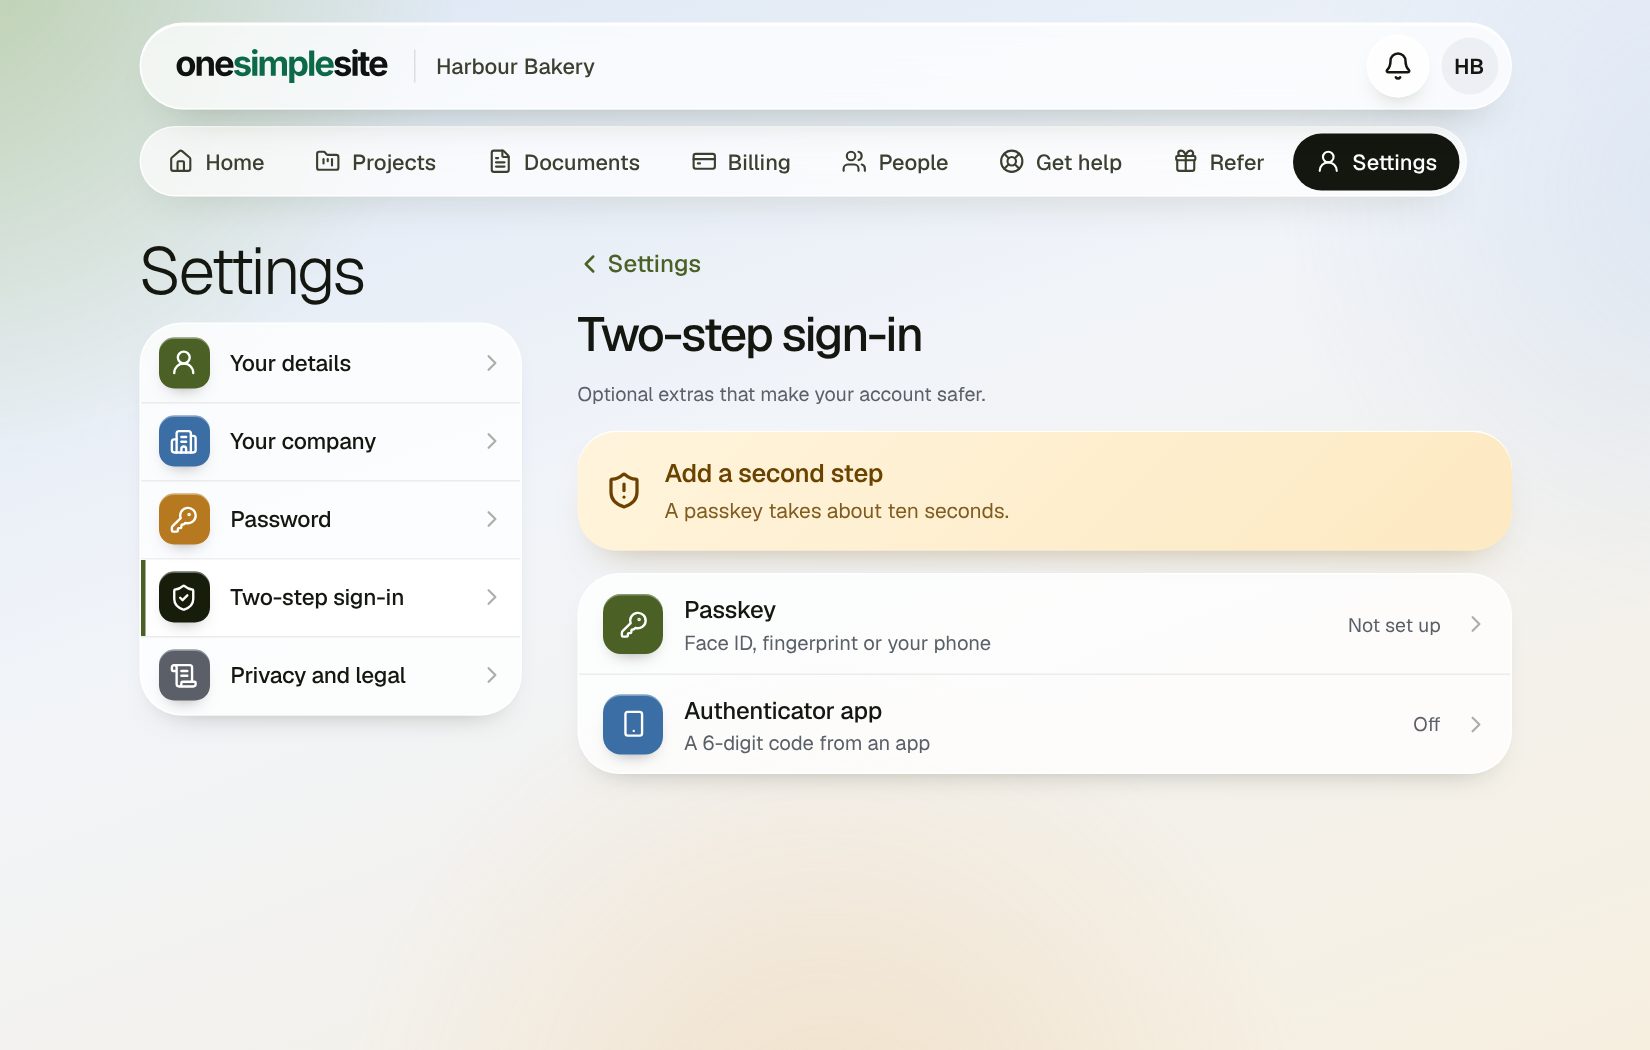 onesimplesite
Harbour Bakery
HB
Home
Projects
Documents
Billing
People
Get help
Refer
Settings
Settings
Your details
Your company
Password
Two-step sign-in
Privacy and legal
Settings
Two-step sign-in
Optional extras that make your account safer.
Add a second step
A passkey takes about ten seconds.
Passkey
Face ID, fingerprint or your phone
Not set up
Authenticator app
A 6-digit code from an app
Off